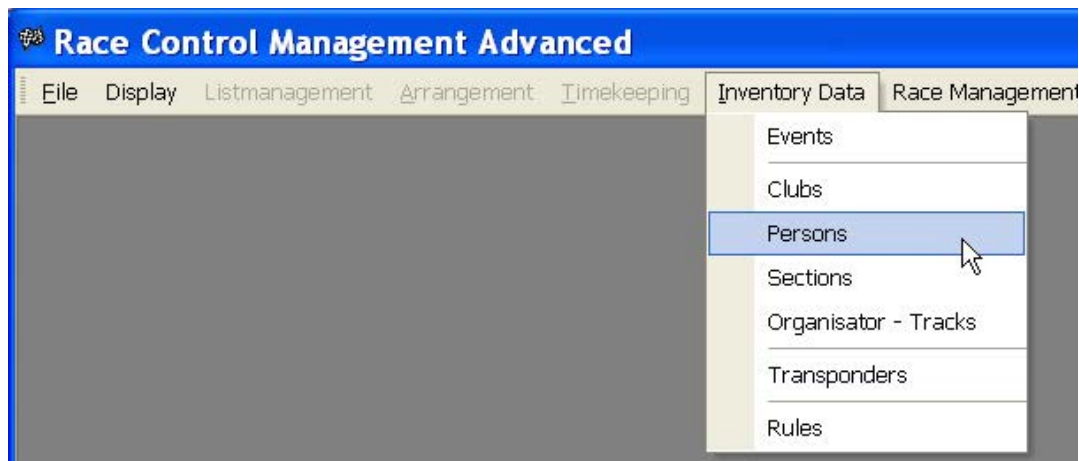 Race Control Management Advanced
File Display Listmanagement Arrangement Timekeeping Inventory Data Race Management
Events
Clubs
Persons
Sections
Organisator - Tracks
Transponders
Rules